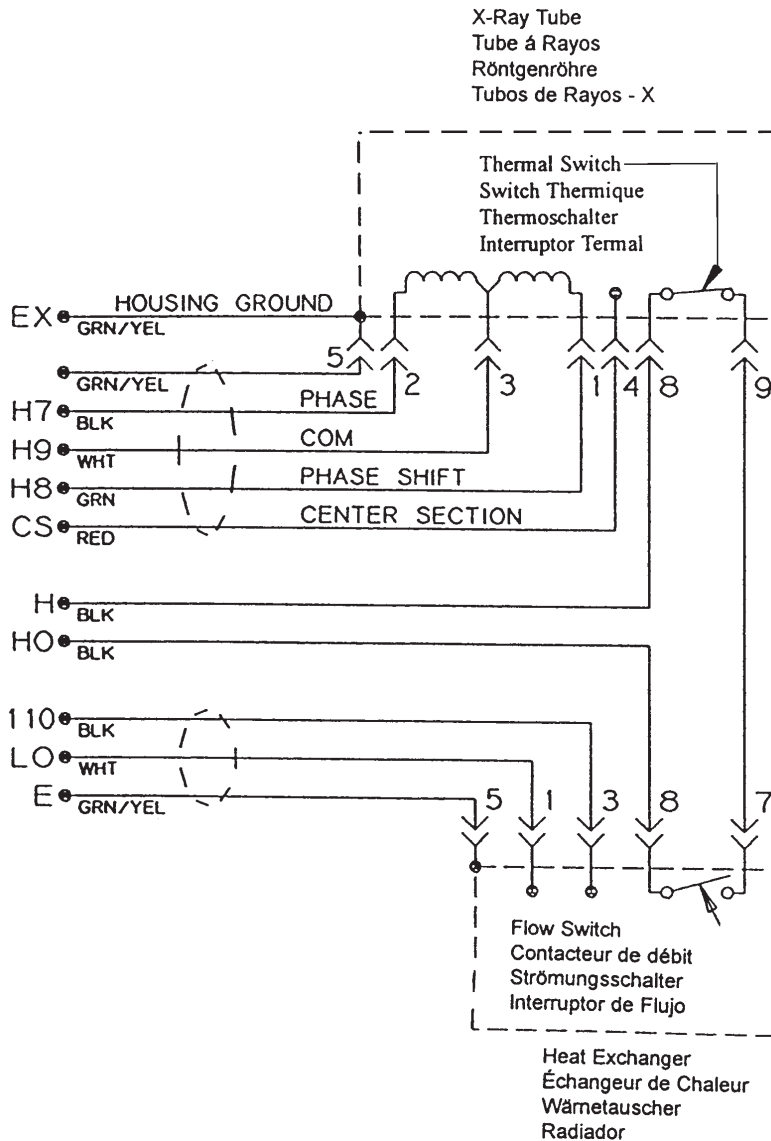 X-Ray Tube
Tube á Rayos
Röntgenröhre
Tubos de Rayos - X
Thermal Switch
Switch Thermique
Thermoschalter
Interruptor Termal
EX HOUSING GROUND
GRN/YEL
5 2 3 1 4 8 9
GRN/YEL
H7 PHASE
BLK
H9 COM
WHT
H8 PHASE SHIFT
GRN
CS CENTER SECTION
RED
H
BLK
HO
BLK
110
BLK
LO
WHT
E
GRN/YEL
5 1 3 8 7
Flow Switch
Contacteur de débit
Strömungsschalter
Interruptor de Flujo
Heat Exchanger
Échangeur de Chaleur
Wärnetauscher
Radiador